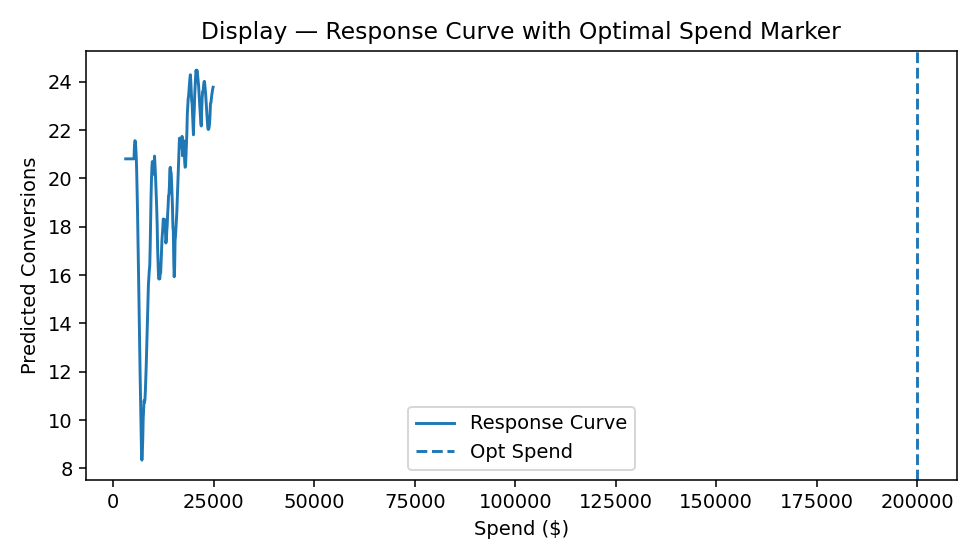 Display — Response Curve with Optimal Spend Marker
Predicted Conversions
24
22
20
18
16
14
12
10
8
Response Curve
Opt Spend
0 25000 50000 75000 100000 125000 150000 175000 200000
Spend ($)